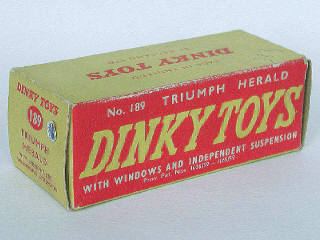 DINKY TOYS
DINKY TOYS
189
TRIUMPH
HERALD
No. 189 TRIUMPH HERALD
DINKY TOYS
WITH WINDOWS AND INDEPENDENT SUSPENSION